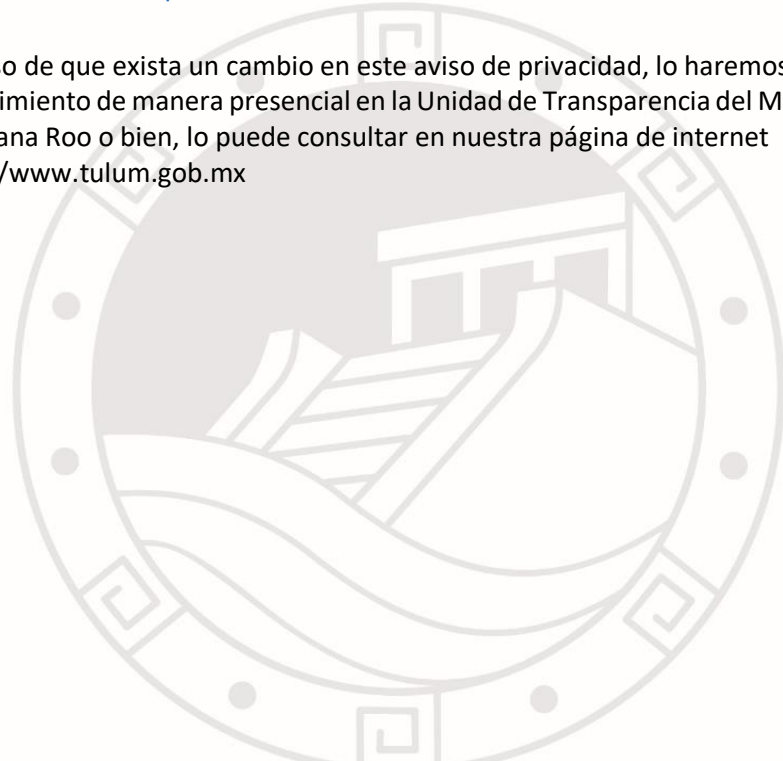 so de que exista un cambio en este aviso de privacidad, lo haremos
imiento de manera presencial en la Unidad de Transparencia del M
ana Roo o bien, lo puede consultar en nuestra página de internet
/www.tulum.gob.mx